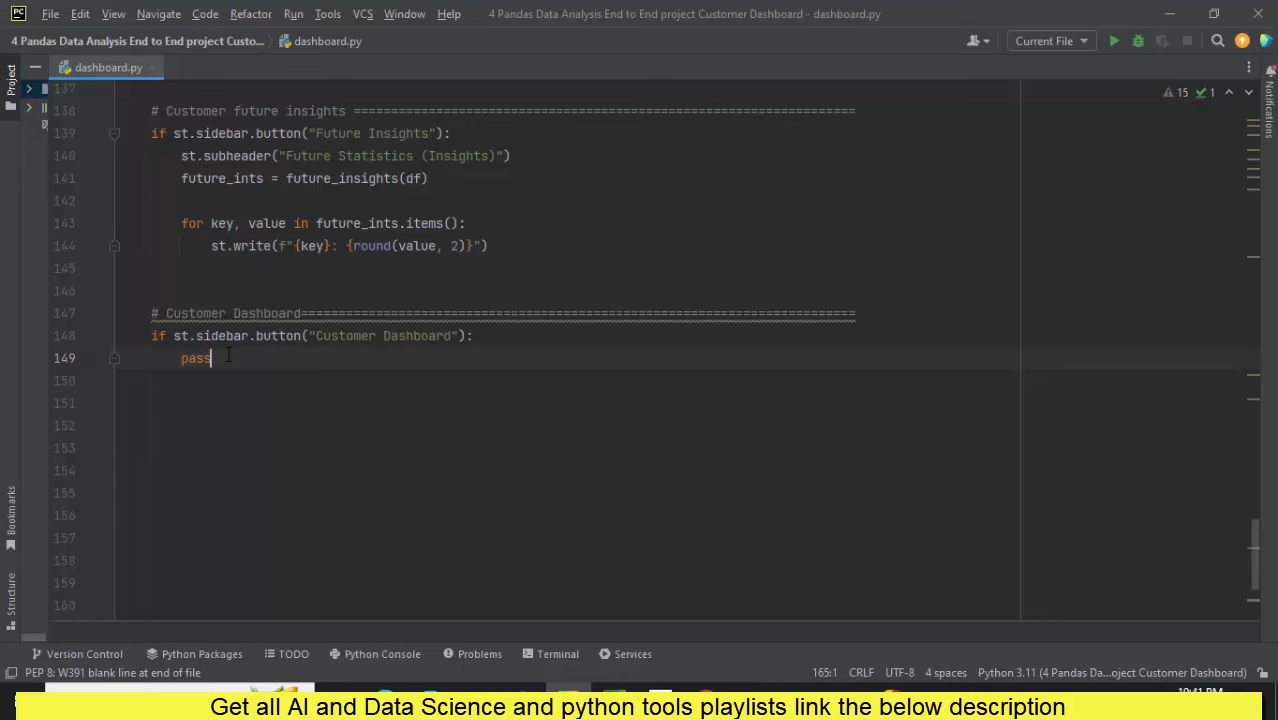 PC File Edit View Navigate Code Refactor Run Tools VCS Window Help 4 Pandas Data Analysis End to End project Customer Dashboard - dashboard.py
4 Pandas Data Analysis End to End project Custo... dashboard.py Current File
Project
dashboard.py
Notifications
15 1
137
138 # Customer future insights ===================================================================
139 if st.sidebar.button("Future Insights"):
140 st.subheader("Future Statistics (Insights)")
141 future_ints = future_insights(df)
142
143 for key, value in future_ints.items():
144 st.write(f"{key}: {round(value, 2)}")
145
146
147 # Customer Dashboard==========================================================================
148 if st.sidebar.button("Customer Dashboard"):
149 pass
150
151
152
153
154
155
156
157
158
159
160
Bookmarks
Structure
Version Control Python Packages TODO Python Console Problems Terminal Services
PEP 8: W391 blank line at end of file 165:1 CRLF UTF-8 4 spaces Python 3.11 (4 Pandas Da...oject Customer Dashboard)
10:41 PM
Get all AI and Data Science and python tools playlists link the below description